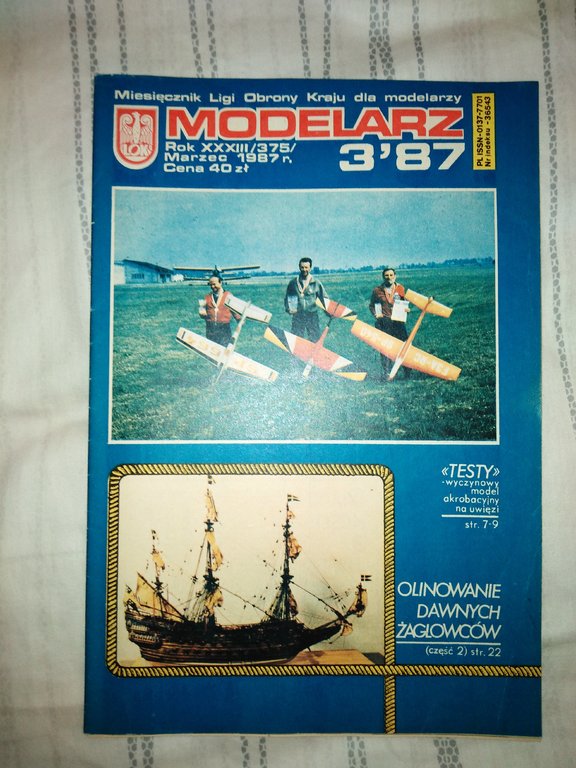 Miesięcznik Ligi Obrony Kraju dla modelarzy
MODELARZ
Rok XXXIII/375/
Marzec 1987 r.
Cena 40 zł
3'87
PL ISSN-0137-7701
Nr indeksu - 36543
LOK
«TESTY»
-wyczynowy
model
akrobacyjny
na uwięzi
str. 7-9
OLINOWANIE
DAWNYCH
ŻAGLOWCÓW
(część 2) str. 22